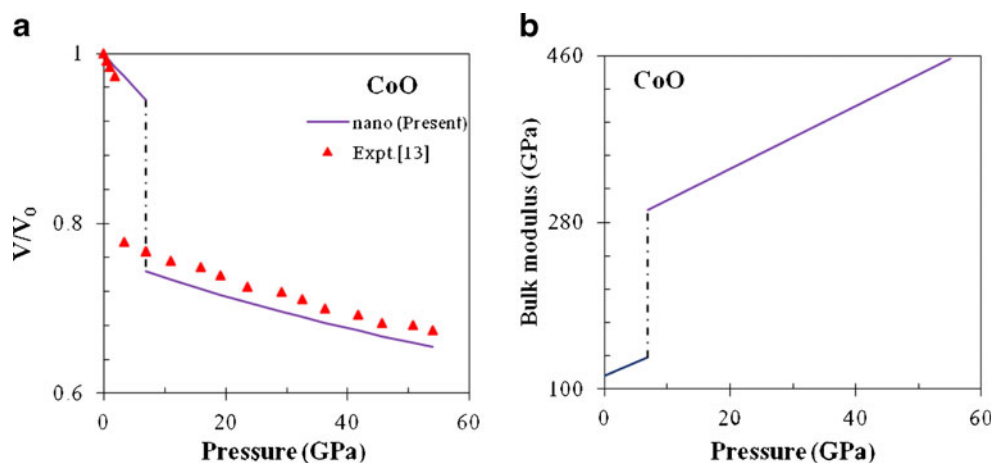 a
1
CoO
nano (Present)
Expt.[13]
V/V0
0.8
0.6
0
20
40
60
Pressure (GPa)
b
460
CoO
Bulk modulus (GPa)
280
100
0
20
40
60
Pressure (GPa)